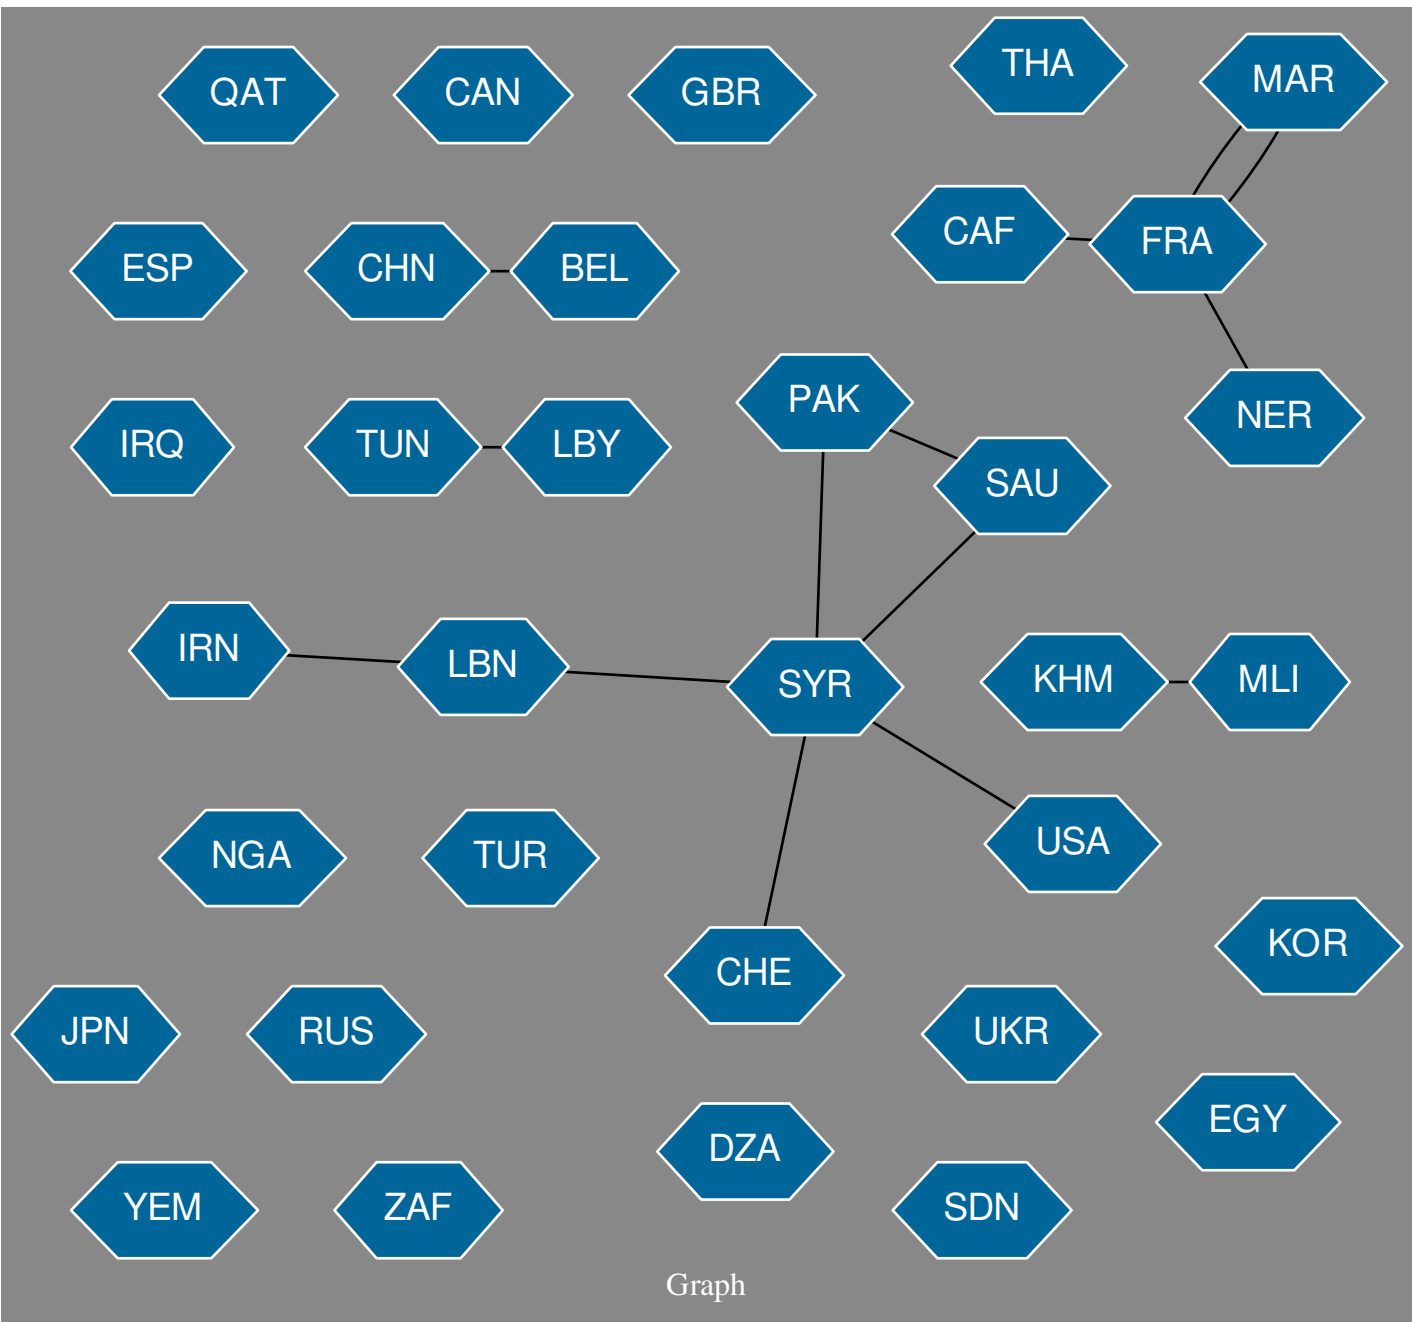 THA
MAR
QAT
CAN
GBR
CAF
FRA
ESP
CHN
BEL
PAK
NER
IRQ
TUN
LBY
SAU
IRN
LBN
SYR
KHM
MLI
NGA
TUR
USA
KOR
CHE
JPN
RUS
UKR
EGY
DZA
YEM
ZAF
SDN
Graph